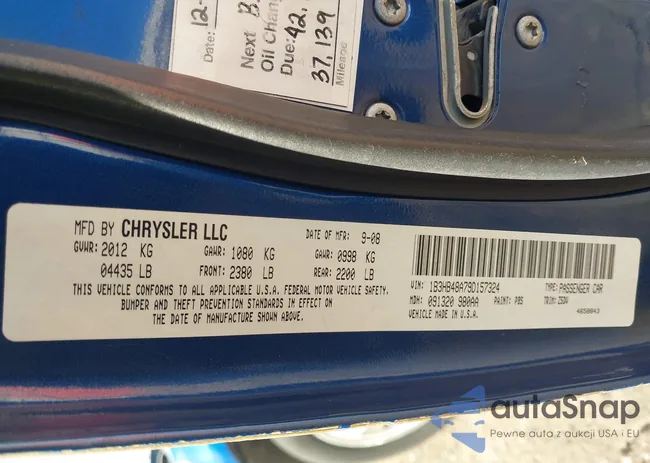 Date: 12-
Next
Oil Chang
Due: 42,
37,139
Mileage
MFD BY CHRYSLER LLC DATE OF MFR: 9-08
GVWR: 2012 KG GAWR: 1080 KG GAWR: 0998 KG
04435 LB FRONT: 2380 LB REAR: 2200 LB
THIS VEHICLE CONFORMS TO ALL APPLICABLE U.S.A. FEDERAL MOTOR VEHICLE SAFETY,
BUMPER AND THEFT PREVENTION STANDARDS IN EFFECT ON
THE DATE OF MANUFACTURE SHOWN ABOVE.
VIN: 1B3HB48A79D157324 TYPE: PASSENGER CAR
MDH: 091320 980AA PAINT: PBS TRIM: ZSDV
VEHICLE MADE IN U.S.A. 4650843
autaSnap
Pewne auta z aukcji USA i EU